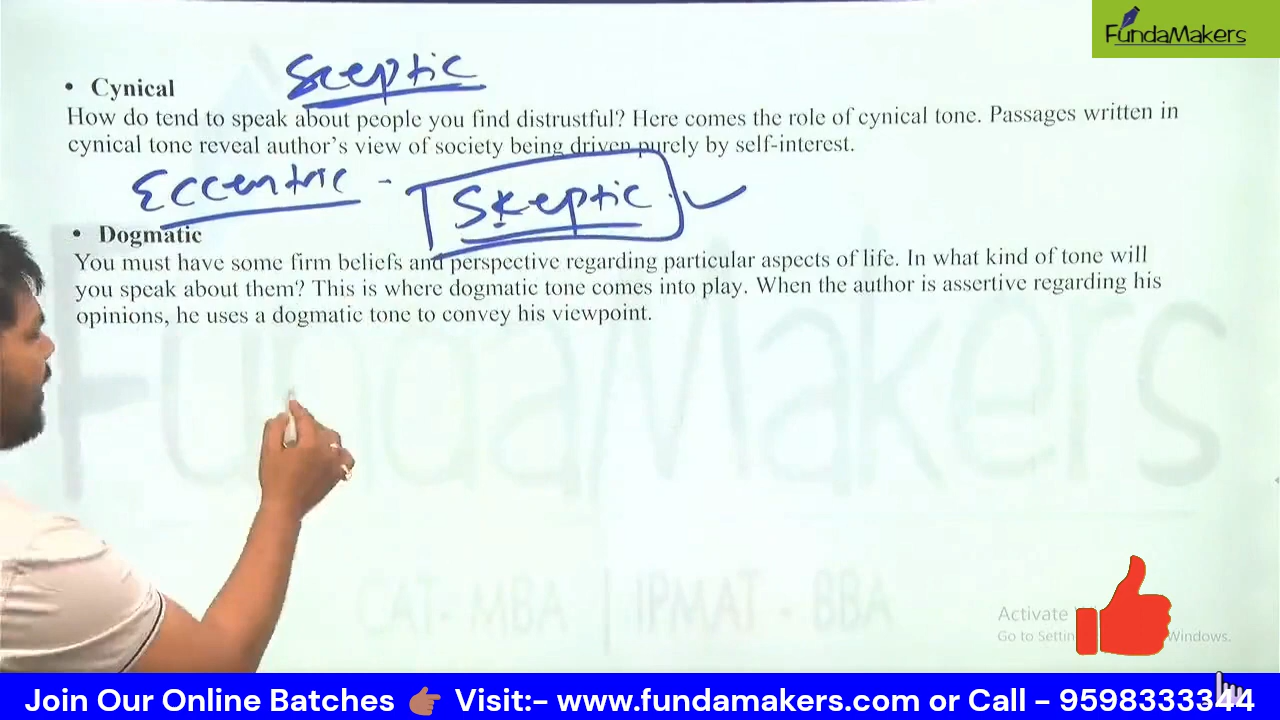 FundaMakers
Sceptic
• Cynical
How do tend to speak about people you find distrustful? Here comes the role of cynical tone. Passages written in
cynical tone reveal author's view of society being driven purely by self-interest.
Eccentric - Skeptic
• Dogmatic
You must have some firm beliefs and perspective regarding particular aspects of life. In what kind of tone will
you speak about them? This is where dogmatic tone comes into play. When the author is assertive regarding his
opinions, he uses a dogmatic tone to convey his viewpoint.
FundaMakers
CAT- MBA | IPMAT - BBA
Activate
Go to Settin Windows.
Join Our Online Batches Visit:- www.fundamakers.com or Call - 9598333344